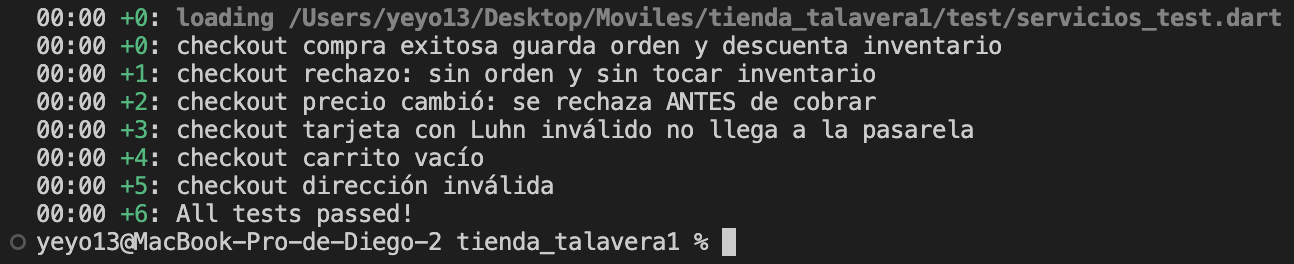 00:00 +0: loading /Users/yeyo13/Desktop/Moviles/tienda_talavera1/test/servicios_test.dart
00:00 +0: checkout compra exitosa guarda orden y descuenta inventario
00:00 +1: checkout rechazo: sin orden y sin tocar inventario
00:00 +2: checkout precio cambió: se rechaza ANTES de cobrar
00:00 +3: checkout tarjeta con Luhn inválido no llega a la pasarela
00:00 +4: checkout carrito vacío
00:00 +5: checkout dirección inválida
00:00 +6: All tests passed!
yeyo13@MacBook-Pro-de-Diego-2 tienda_talavera1 %